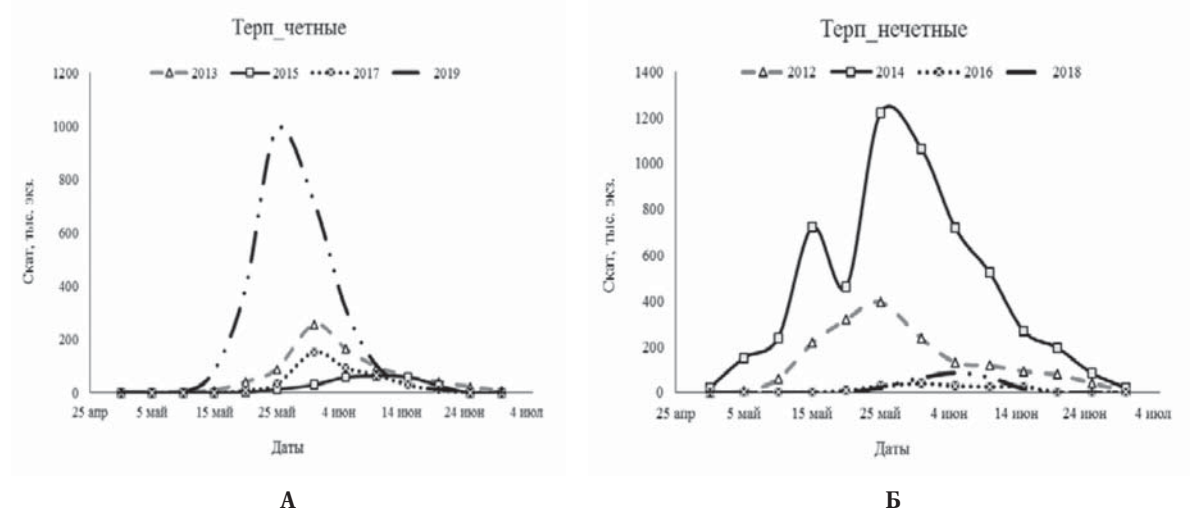 Терп_четные
2013 2015 2017 2019
1200
1000
800
600
400
200
0
Скат, тыс. экз.
25 апр 5 май 15 май 25 май 4 июн 14 июн 24 июн 4 июл
Даты
А
Терп_нечетные
2012 2014 2016 2018
1400
1200
1000
800
600
400
200
0
Скат, тыс. экз.
25 апр 5 май 15 май 25 май 4 июн 14 июн 24 июн 4 июл
Даты
Б